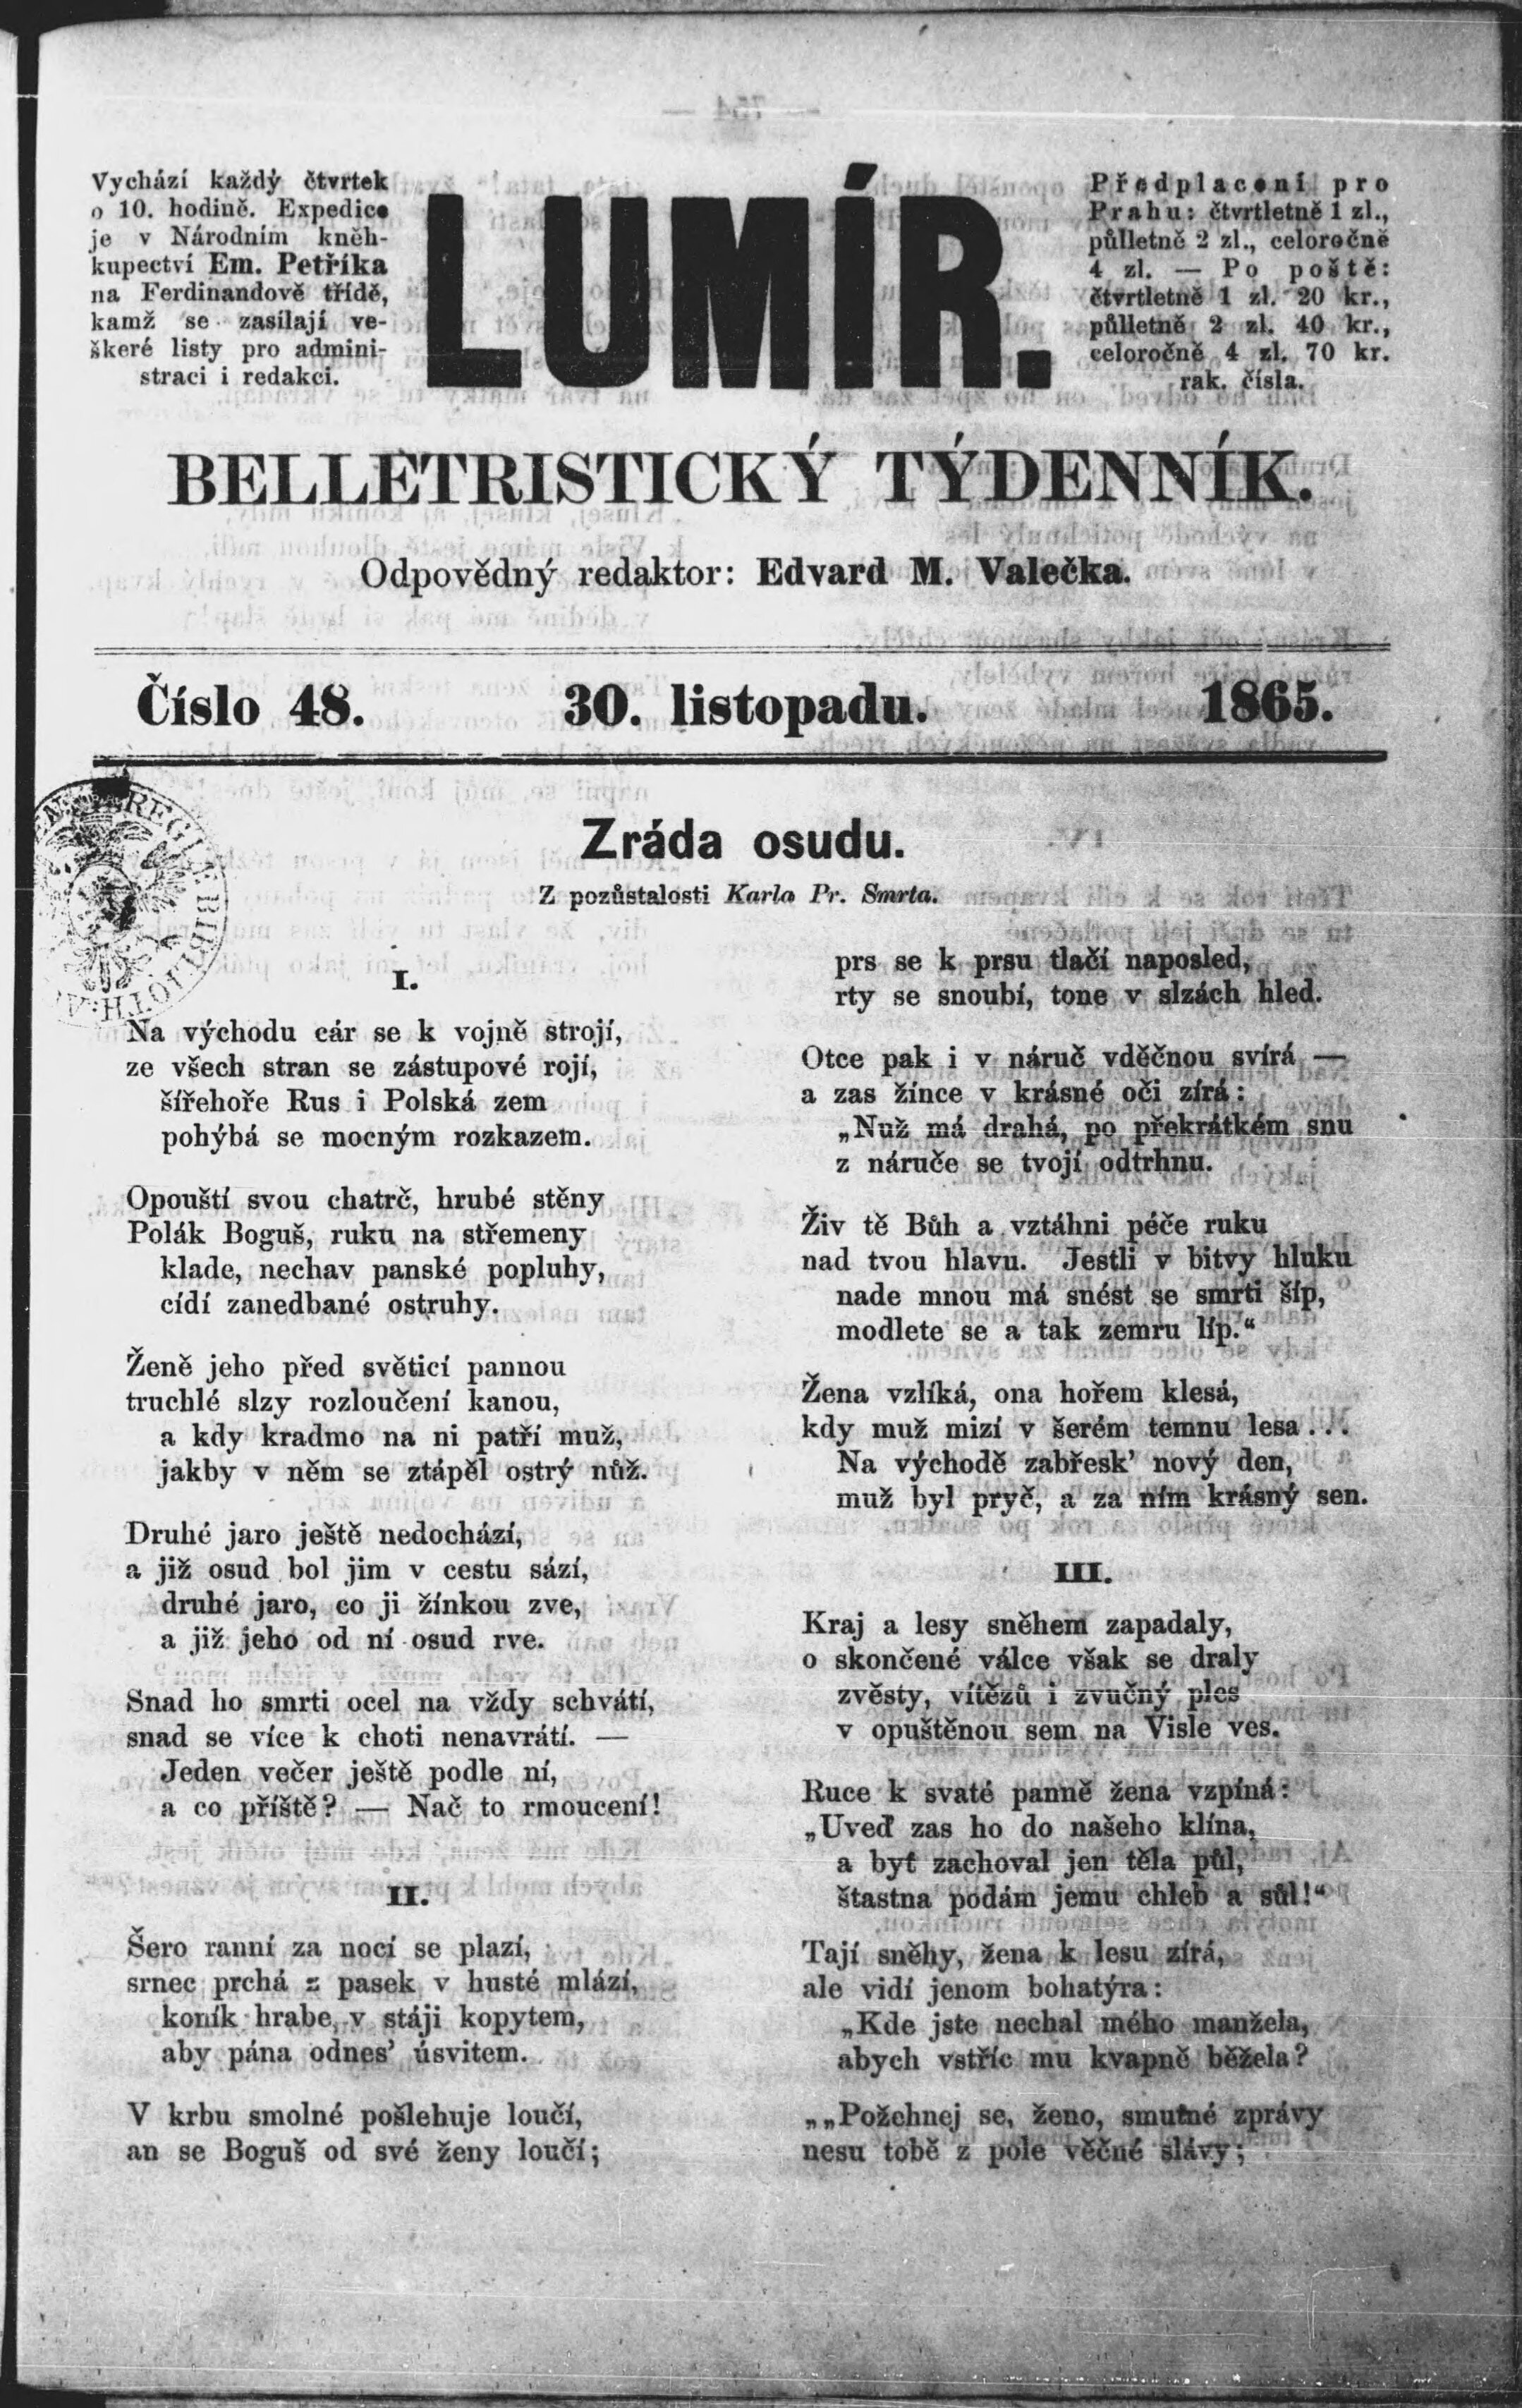 Vychází každý čtvrtek
o 10. hodině. Expedice
je v Národním kněh-
kupectví Em. Petříka
na Ferdinandově třídě,
kamž se zasílají ve-
škeré listy pro admini-
straci i redakci.
LUMÍR.
Předplacení pro
Prahu: čtvrtletně 1 zl.,
půlletně 2 zl., celoročně
4 zl. — Po poště:
čtvrtletně 1 zl. 20 kr.,
půlletně 2 zl. 40 kr.,
celoročně 4 zl. 70 kr.
rak. čísla.
BELLETRISTICKÝ TÝDENNÍK.
Odpovědný redaktor: Edvard M. Valečka.
Číslo 48. 30. listopadu. 1865.
Zráda osudu.
Z pozůstalosti Karla Pr. Smrta.
I.
Na východu cár se k vojně strojí,
ze všech stran se zástupové rojí,
šířehoře Rus i Polská zem
pohýbá se mocným rozkazem.
Opouští svou chatrč, hrubé stěny
Polák Boguš, ruku na střemeny
klade, nechav panské popluhy,
cídí zanedbané ostruhy.
Ženě jeho před světicí pannou
truchlé slzy rozloučení kanou,
a kdy kradmo na ni patří muž,
jakby v něm se ztápěl ostrý nůž.
Druhé jaro ještě nedochází,
a již osud bol jim v cestu sází,
druhé jaro, co ji žínkou zve,
a již jeho od ní osud rve.
Snad ho smrti ocel na vždy schvátí,
snad se více k choti nenavrátí. —
Jeden večer ještě podle ní,
a co příště? — Nač to rmoucení!
II.
Šero ranní za nocí se plazí,
srnec prchá z pasek v husté mlází,
koník hrabe v stáji kopytem,
aby pána odnes' úsvitem.
V krbu smolné pošlehuje loučí,
an se Boguš od své ženy loučí;
prs se k prsu tlačí naposled,
rty se snoubí, tone v slzách hled.
Otce pak i v náruč vděčnou svírá —
a zas žínce v krásné oči zírá:
„Nuž má drahá, po překrátkém snu
z náruče se tvojí odtrhnu.
Živ tě Bůh a vztáhni péče ruku
nad tvou hlavu. Jestli v bitvy hluku
nade mnou má snést se smrti šíp,
modlete se a tak zemru líp.“
Žena vzlíká, ona hořem klesá,
kdy muž mizí v šerém temnu lesa...
Na východě zabřesk' nový den,
muž byl pryč, a za ním krásný sen.
III.
Kraj a lesy sněhem zapadaly,
o skončené válce však se draly
zvěsty, vítězů i zvučný ples
v opuštěnou sem na Visle ves.
Ruce k svaté panně žena vzpíná:
„Uveď zas ho do našeho klína,
a byť zachoval jen těla půl,
štastna podám jemu chleb a sůl!“
Tají sněhy, žena k lesu zírá,
ale vidí jenom bohatýra:
„Kde jste nechal mého manžela,
abych vstříc mu kvapně běžela?
„„Požehnej se, ženo, smutné zprávy
nesu tobě z pole věčné slávy;